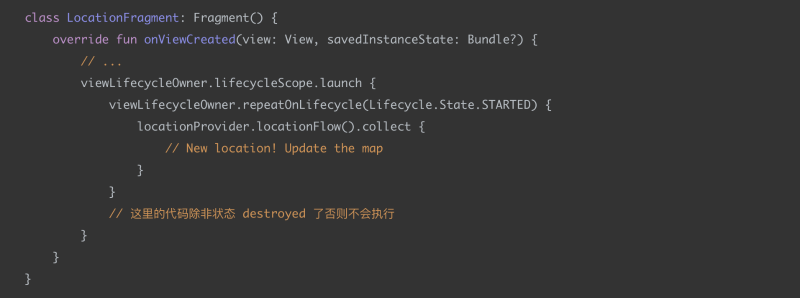 class LocationFragment: Fragment() {
    override fun onViewCreated(view: View, savedInstanceState: Bundle?) {
        // ...
        viewLifecycleOwner.lifecycleScope.launch {
            viewLifecycleOwner.repeatOnLifecycle(Lifecycle.State.STARTED) {
                locationProvider.locationFlow().collect {
                    // New location! Update the map
                }
            }
            // 这里的代码除非状态 destroyed 了否则不会执行
        }
    }
}